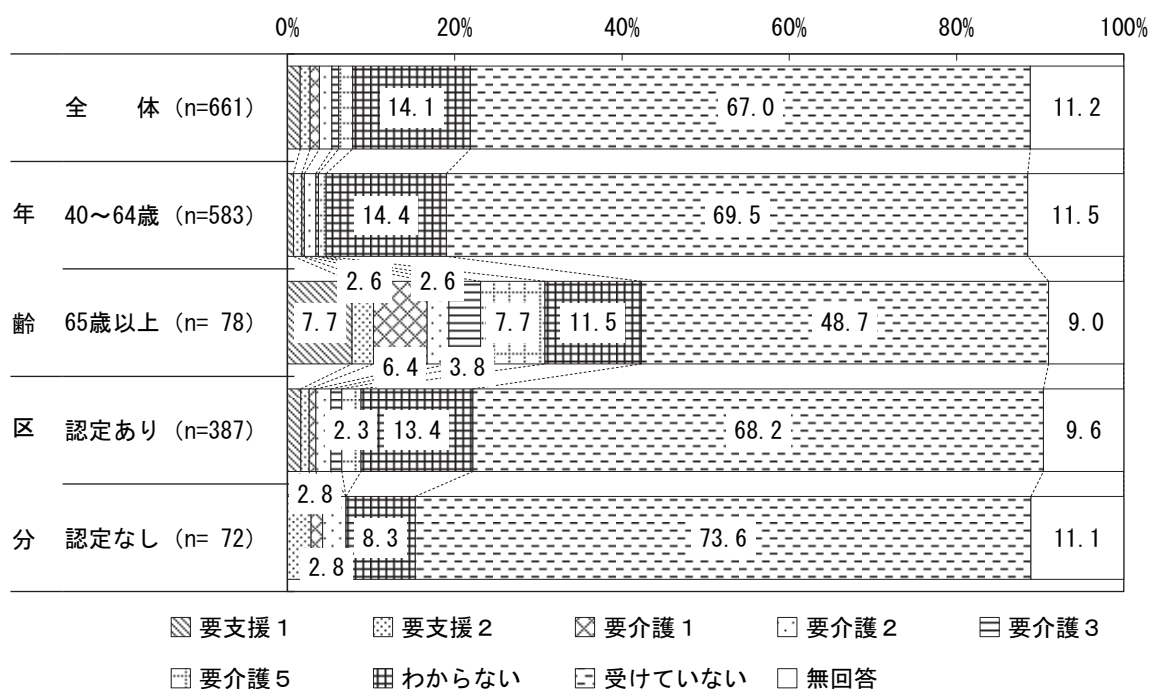 0% 20% 40% 60% 80% 100%
全　　体 (n=661) 14.1 67.0 11.2
年 40～64歳 (n=583) 14.4 69.5 11.5
2.6 2.6
齢 65歳以上 (n= 78) 7.7 7.7 11.5 48.7 9.0
6.4 3.8
区 認定あり (n=387) 2.3 13.4 68.2 9.6
2.8
分 認定なし (n= 72) 8.3 73.6 11.1
2.8
要支援１ 要支援２ 要介護１ 要介護２ 要介護３
要介護５ わからない 受けていない 無回答